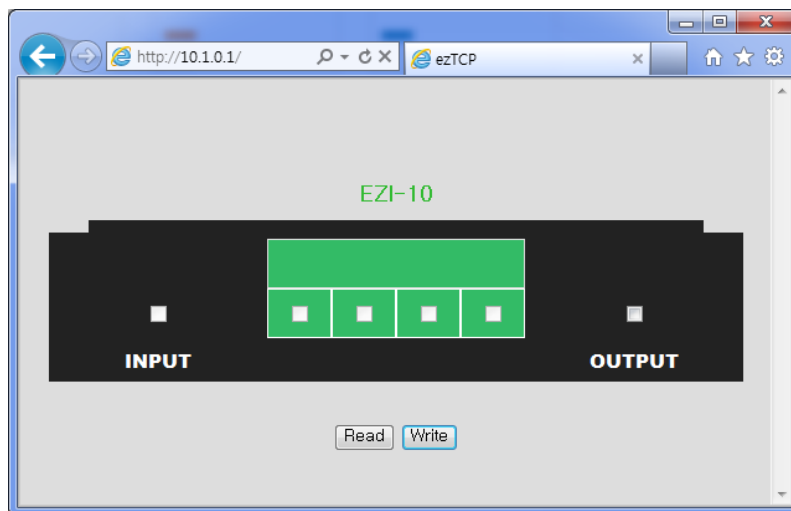 http://10.1.0.1/
ezTCP
EZI-10
INPUT
OUTPUT
Read
Write